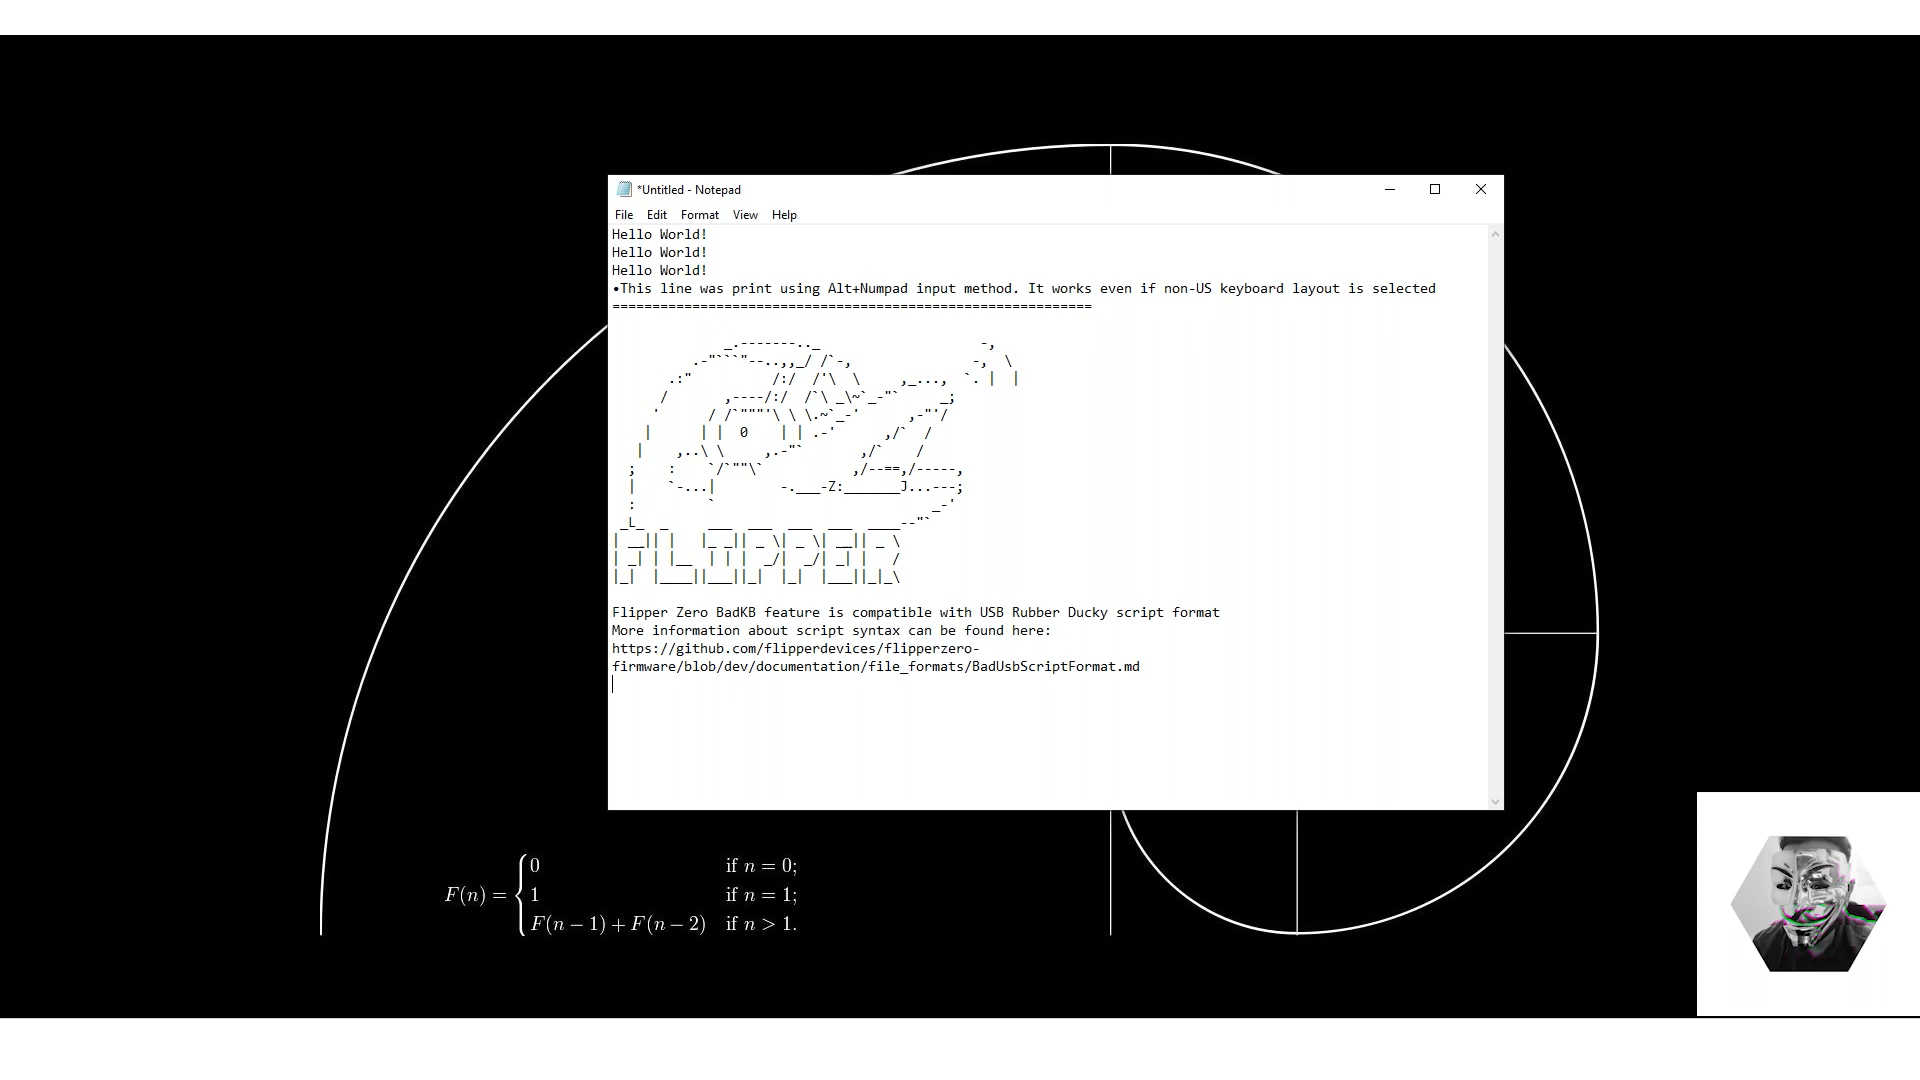 *Untitled - Notepad
File Edit Format View Help
Hello World!
Hello World!
Hello World!
•This line was print using Alt+Numpad input method. It works even if non-US keyboard layout is selected
============================================================
FLIPPER
Flipper Zero BadKB feature is compatible with USB Rubber Ducky script format
More information about script syntax can be found here:
https://github.com/flipperdevices/flipperzero-
firmware/blob/dev/documentation/file_formats/BadUsbScriptFormat.md
F(n) = { 0 if n = 0;
1 if n = 1;
F(n − 1) + F(n − 2) if n > 1.